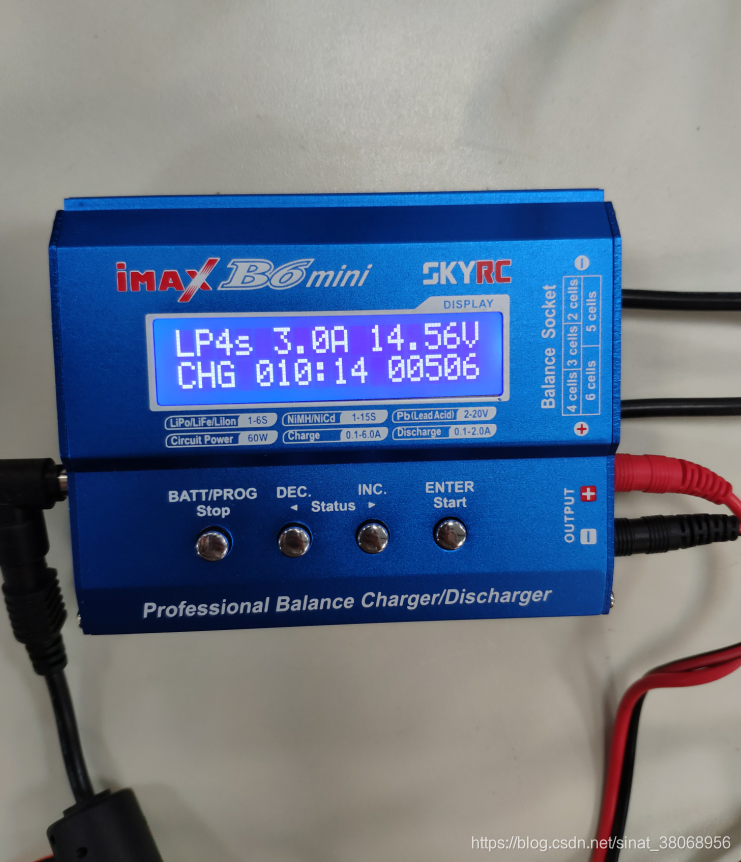 iMAX B6 mini
SKYRC
DISPLAY
LP4s 3.0A 14.56V
CHG 010:14 00506
LiPo/LiFe/LiIon 1-6S
NiMH/NiCd 1-15S
Pb(Lead Acid) 2-20V
Circuit Power 60W
Charge 0.1-6.0A
Discharge 0.1-2.0A
Balance Socket
4 cells 3 cells 2 cells
6 cells 5 cells
BATT/PROG
Stop
DEC.
INC.
◄ Status ►
ENTER
Start
OUTPUT
Professional Balance Charger/Discharger
https://blog.csdn.net/sinat_38068956